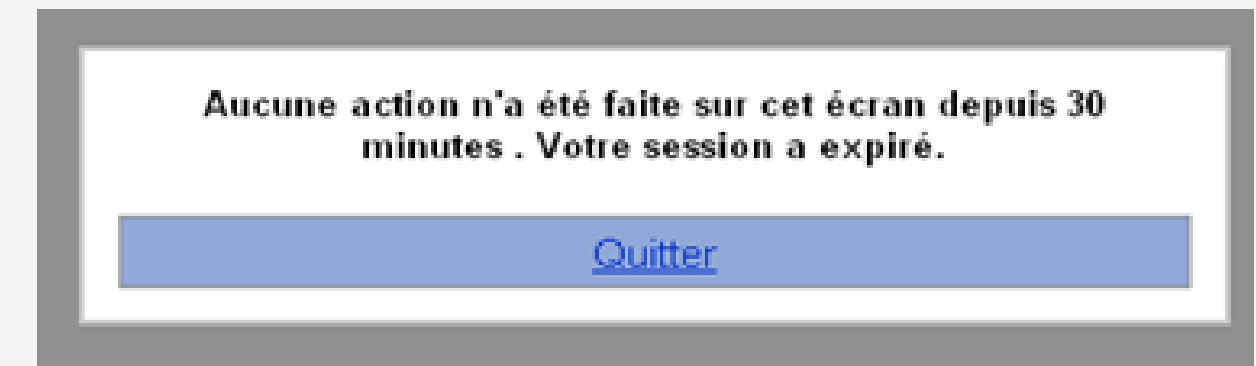 Aucune action n'a été faite sur cet écran depuis 30
minutes . Votre session a expiré.
Quitter